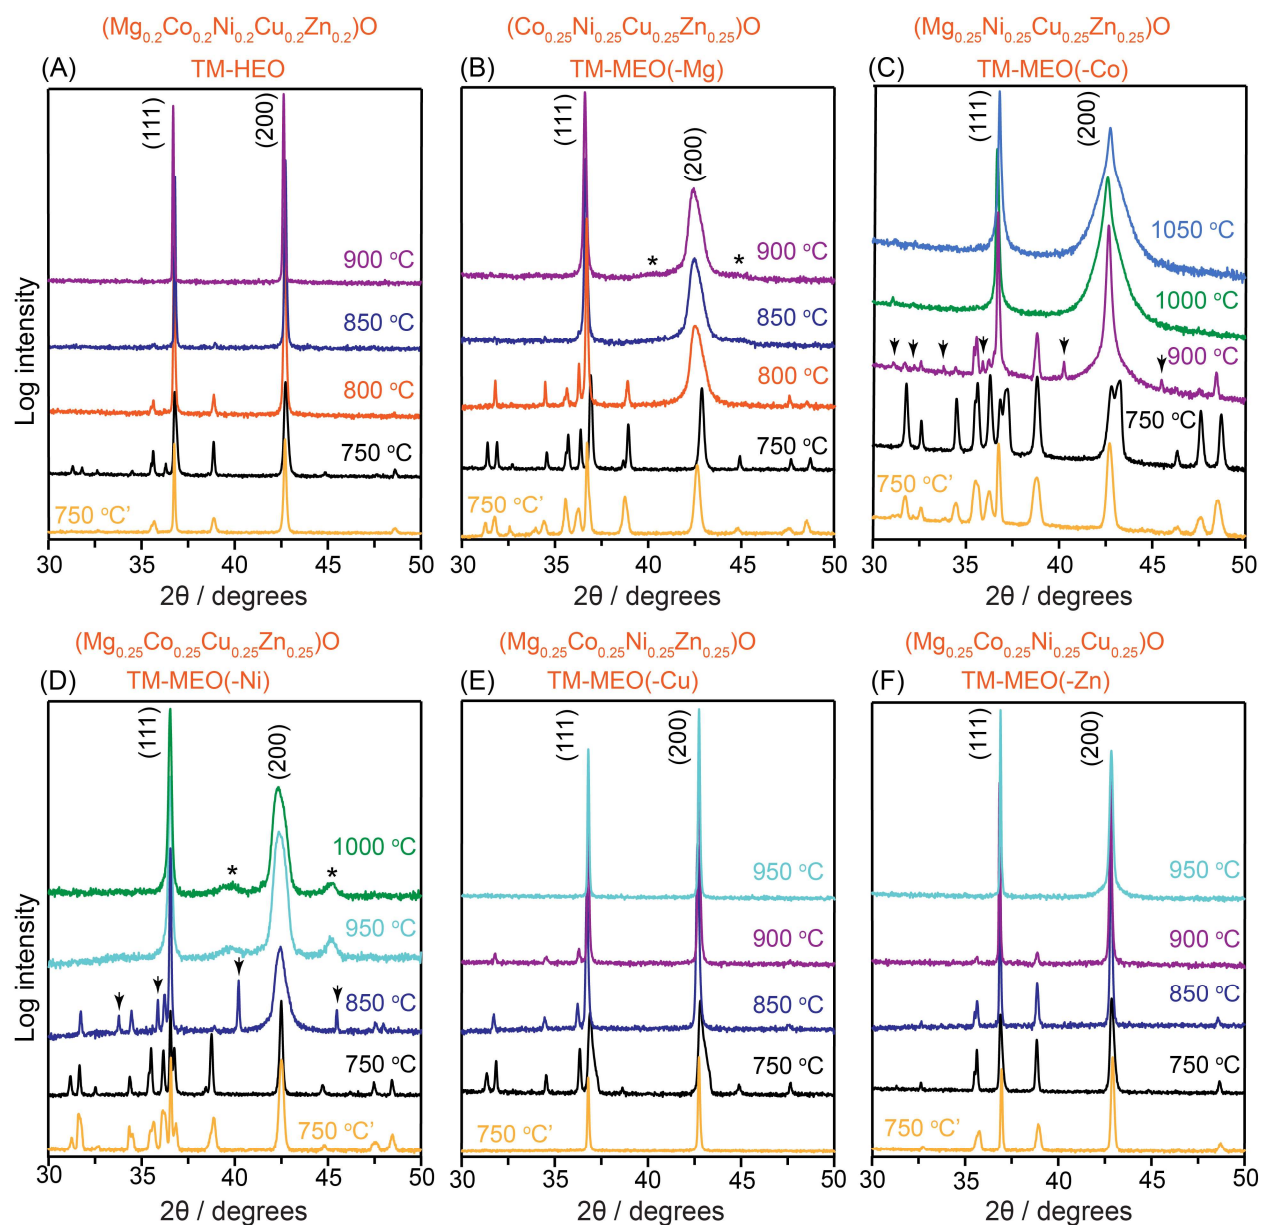 (Mg0.2Co0.2Ni0.2Cu0.2Zn0.2)O
(A) TM-HEO
(111)
(200)
900 °C
850 °C
800 °C
750 °C
750 °C’
Log intensity
30 35 40 45 50
2θ / degrees
(Co0.25Ni0.25Cu0.25Zn0.25)O
(B) TM-MEO(-Mg)
(111)
(200)
* *
900 °C
850 °C
800 °C
750 °C
750 °C’
30 35 40 45 50
2θ / degrees
(Mg0.25Ni0.25Cu0.25Zn0.25)O
(C) TM-MEO(-Co)
(111)
(200)
1050 °C
1000 °C
900 °C
750 °C
750 °C’
30 35 40 45 50
2θ / degrees
(Mg0.25Co0.25Cu0.25Zn0.25)O
(D) TM-MEO(-Ni)
(111)
(200)
1000 °C
* *
950 °C
850 °C
750 °C
750 °C’
Log intensity
30 35 40 45 50
2θ / degrees
(Mg0.25Co0.25Ni0.25Zn0.25)O
(E) TM-MEO(-Cu)
(111)
(200)
950 °C
900 °C
850 °C
750 °C
750 °C’
30 35 40 45 50
2θ / degrees
(Mg0.25Co0.25Ni0.25Cu0.25)O
(F) TM-MEO(-Zn)
(111)
(200)
950 °C
900 °C
850 °C
750 °C
750 °C’
30 35 40 45 50
2θ / degrees